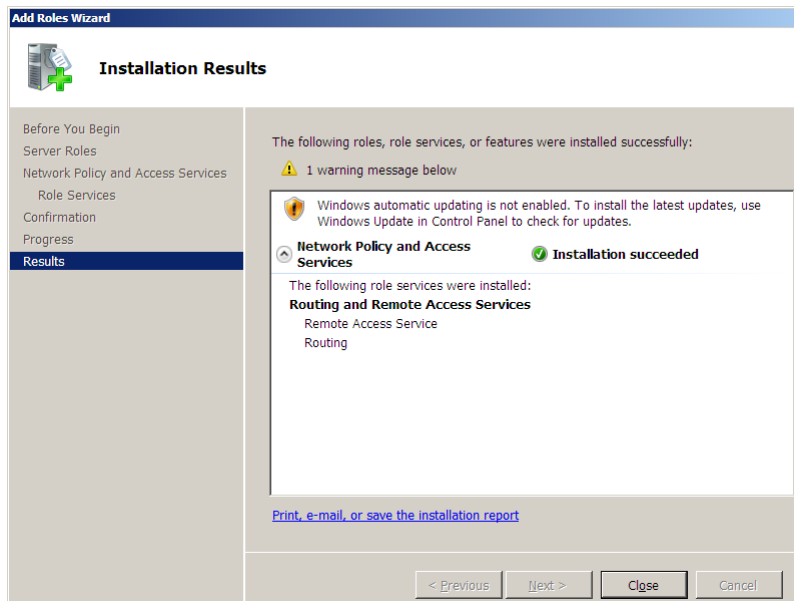 Add Roles Wizard
Installation Results
Before You Begin
Server Roles
Network Policy and Access Services
Role Services
Confirmation
Progress
Results
The following roles, role services, or features were installed successfully:
1 warning message below
Windows automatic updating is not enabled. To install the latest updates, use
Windows Update in Control Panel to check for updates.
Network Policy and Access
Services
Installation succeeded
The following role services were installed:
Routing and Remote Access Services
Remote Access Service
Routing
Print, e-mail, or save the installation report
< Previous
Next >
Close
Cancel